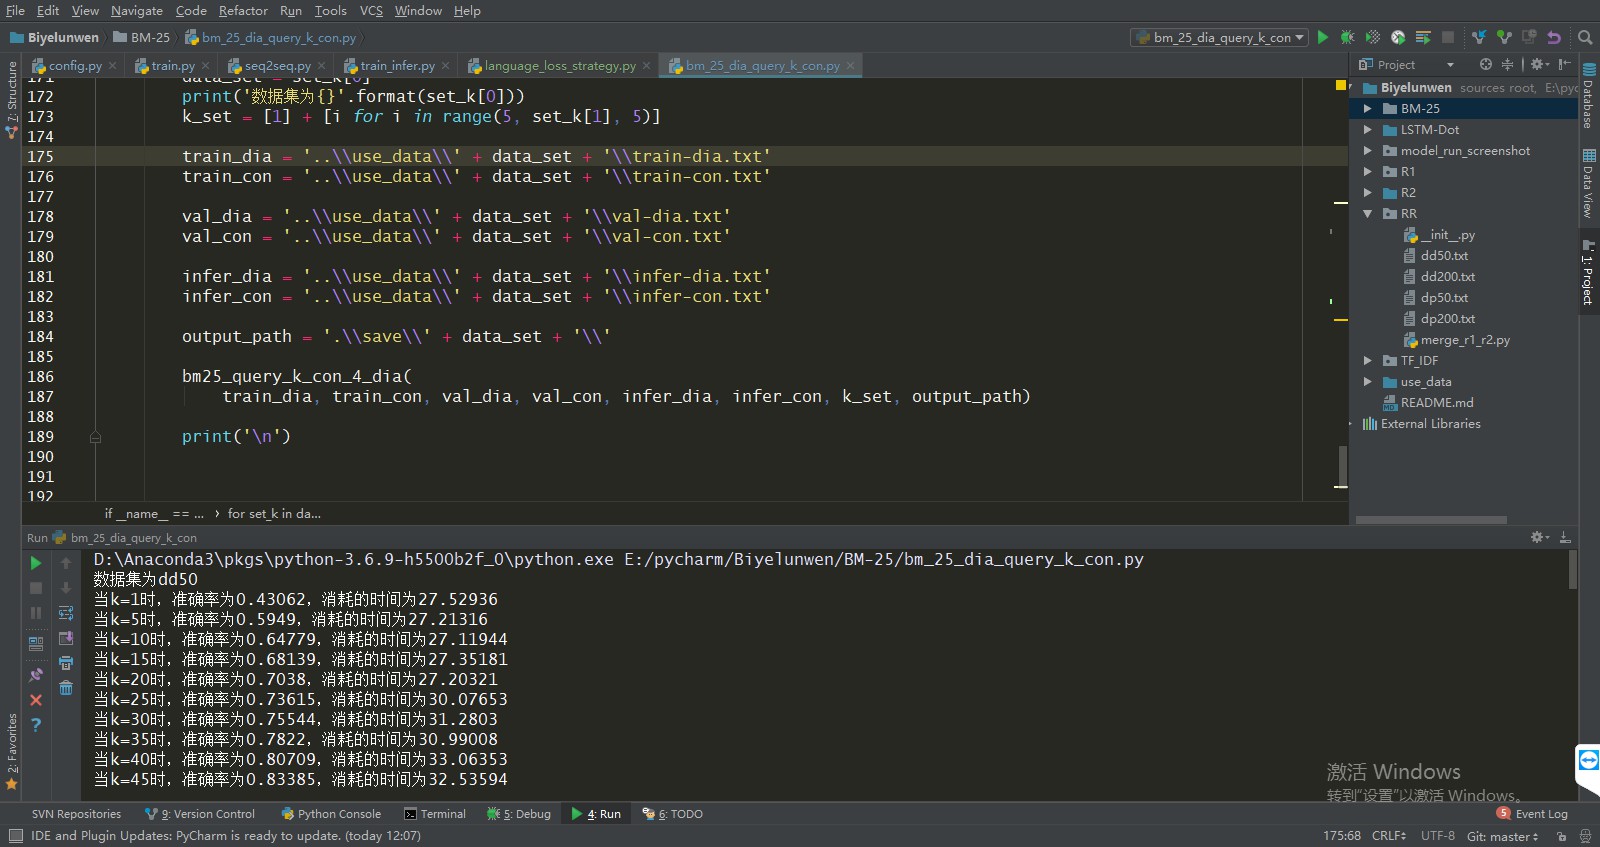 File Edit View Navigate Code Refactor Run Tools VCS Window Help
Biyelunwen BM-25 bm_25_dia_query_k_con.py bm_25_dia_query_k_con
config.py train.py seq2seq.py train_infer.py language_loss_strategy.py bm_25_dia_query_k_con.py
Project
171 data_set = set_k[0]
172 print('数据集为{}'.format(set_k[0]))
173 k_set = [1] + [i for i in range(5, set_k[1], 5)]
174
175 train_dia = '..\\use_data\\' + data_set + '\\train-dia.txt'
176 train_con = '..\\use_data\\' + data_set + '\\train-con.txt'
177
178 val_dia = '..\\use_data\\' + data_set + '\\val-dia.txt'
179 val_con = '..\\use_data\\' + data_set + '\\val-con.txt'
180
181 infer_dia = '..\\use_data\\' + data_set + '\\infer-dia.txt'
182 infer_con = '..\\use_data\\' + data_set + '\\infer-con.txt'
183
184 output_path = '.\\save\\' + data_set + '\\'
185
186 bm25_query_k_con_4_dia(
187 train_dia, train_con, val_dia, val_con, infer_dia, infer_con, k_set, output_path)
188
189 print('\n')
190
191
192
if __name__ == ... › for set_k in da...
Biyelunwen sources root, E:\pyc
BM-25
LSTM-Dot
model_run_screenshot
R1
R2
RR
__init__.py
dd50.txt
dd200.txt
dp50.txt
dp200.txt
merge_r1_r2.py
TF_IDF
use_data
README.md
External Libraries
7: Structure
2: Favorites
Database
Data View
1: Project
Run bm_25_dia_query_k_con
D:\Anaconda3\pkgs\python-3.6.9-h5500b2f_0\python.exe E:/pycharm/Biyelunwen/BM-25/bm_25_dia_query_k_con.py
数据集为dd50
当k=1时，准确率为0.43062，消耗的时间为27.52936
当k=5时，准确率为0.5949，消耗的时间为27.21316
当k=10时，准确率为0.64779，消耗的时间为27.11944
当k=15时，准确率为0.68139，消耗的时间为27.35181
当k=20时，准确率为0.7038，消耗的时间为27.20321
当k=25时，准确率为0.73615，消耗的时间为30.07653
当k=30时，准确率为0.75544，消耗的时间为31.2803
当k=35时，准确率为0.7822，消耗的时间为30.99008
当k=40时，准确率为0.80709，消耗的时间为33.06353
当k=45时，准确率为0.83385，消耗的时间为32.53594
激活 Windows
转到“设置”以激活 Windows。
SVN Repositories 9: Version Control Python Console Terminal 5: Debug 4: Run 6: TODO 5 Event Log
IDE and Plugin Updates: PyCharm is ready to update. (today 12:07) 175:68 CRLF UTF-8 Git: master